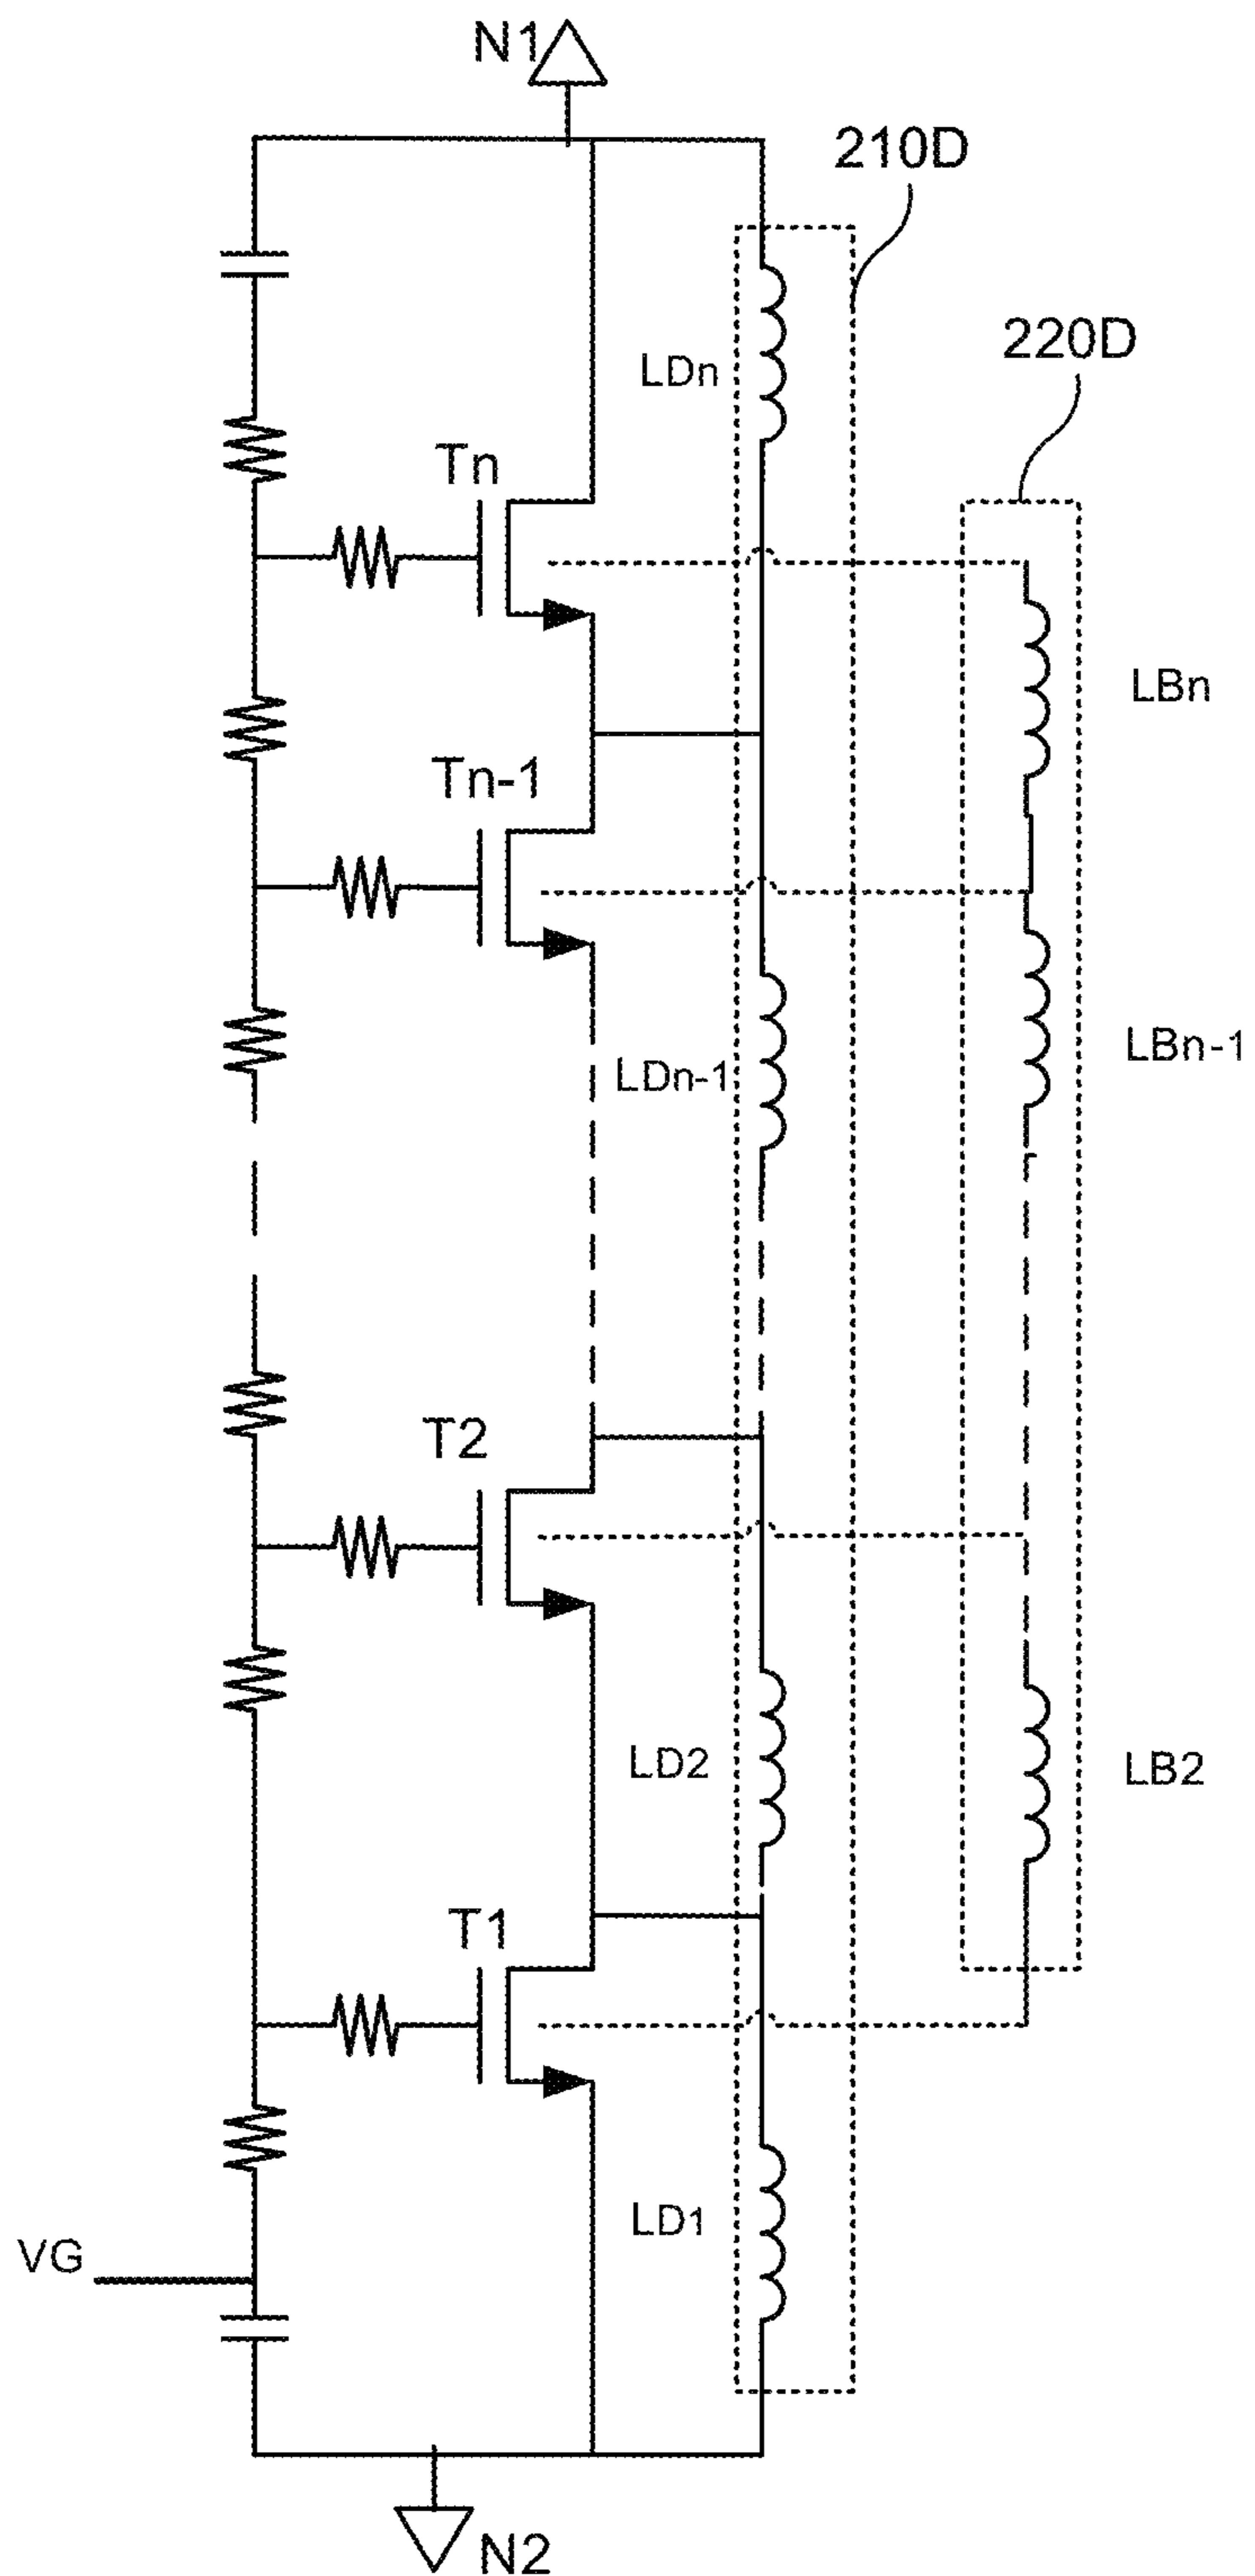 N1
210D
LDn
220D
Tn
LBn
Tn-1
LDn-1
LBn-1
T2
LD2
LB2
T1
LD1
VG
N2